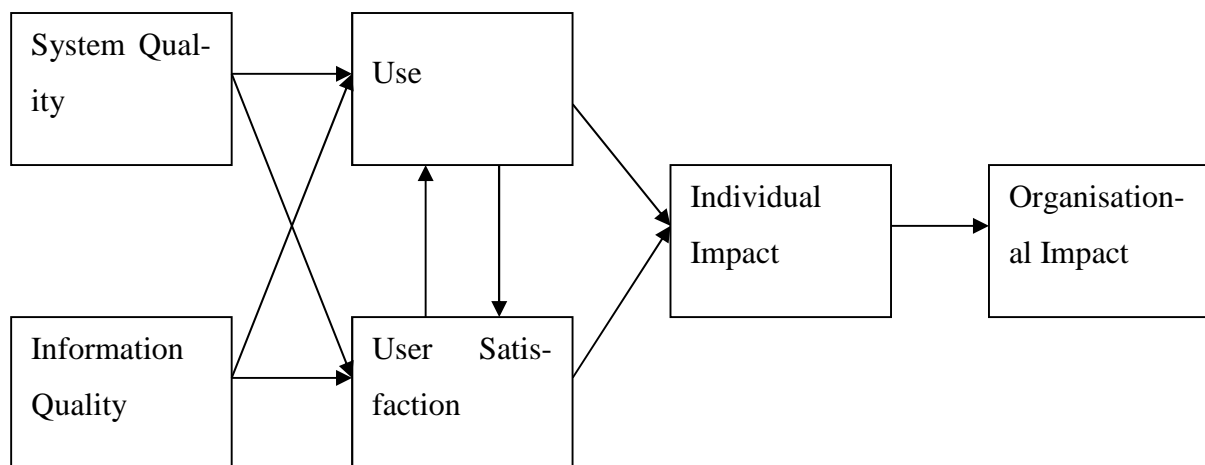 System Qual-
ity
Use
Individual
Impact
Organisation-
al Impact
Information
Quality
User Satis-
faction